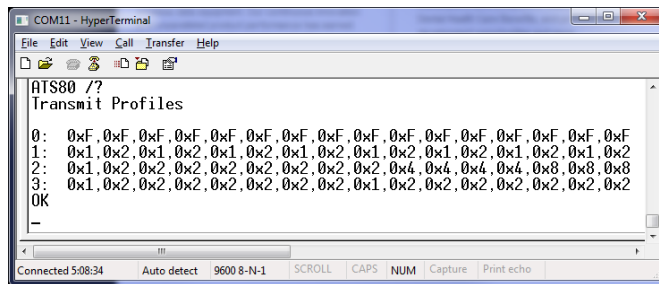 COM11 - HyperTerminal
File Edit View Call Transfer Help
ATS80 /?
Transmit Profiles
0: 0xF,0xF,0xF,0xF,0xF,0xF,0xF,0xF,0xF,0xF,0xF,0xF,0xF,0xF,0xF,0xF
1: 0x1,0x2,0x1,0x2,0x1,0x2,0x1,0x2,0x1,0x2,0x1,0x2,0x1,0x2,0x1,0x2
2: 0x1,0x2,0x2,0x2,0x2,0x2,0x2,0x2,0x2,0x4,0x4,0x4,0x4,0x8,0x8,0x8
3: 0x1,0x2,0x2,0x2,0x2,0x2,0x2,0x2,0x1,0x2,0x2,0x2,0x2,0x2,0x2,0x2
OK
Connected 5:08:34 Auto detect 9600 8-N-1 SCROLL CAPS NUM Capture Print echo